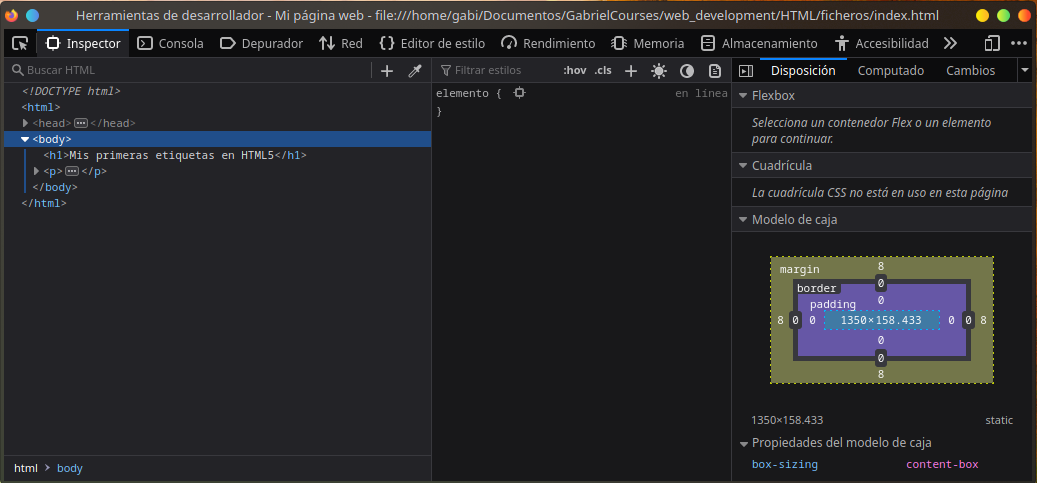 Herramientas de desarrollador - Mi página web - file:///home/gabi/Documentos/GabrielCourses/web_development/HTML/ficheros/index.html
Inspector Consola Depurador Red Editor de estilo Rendimiento Memoria Almacenamiento Accesibilidad
Buscar HTML
<!DOCTYPE html>
<html>
<head></head>
<body>
<h1>Mis primeras etiquetas en HTML5</h1>
<p></p>
</body>
</html>
html > body
Filtrar estilos :hov .cls
elemento { en línea
}
Disposición Computado Cambios
Flexbox
Selecciona un contenedor Flex o un elemento
para continuar.
Cuadrícula
La cuadrícula CSS no está en uso en esta página
Modelo de caja
margin 8
border 0
padding 0
8 0 0 1350×158.433 0 0 8
0
0
8
1350×158.433 static
Propiedades del modelo de caja
box-sizing content-box